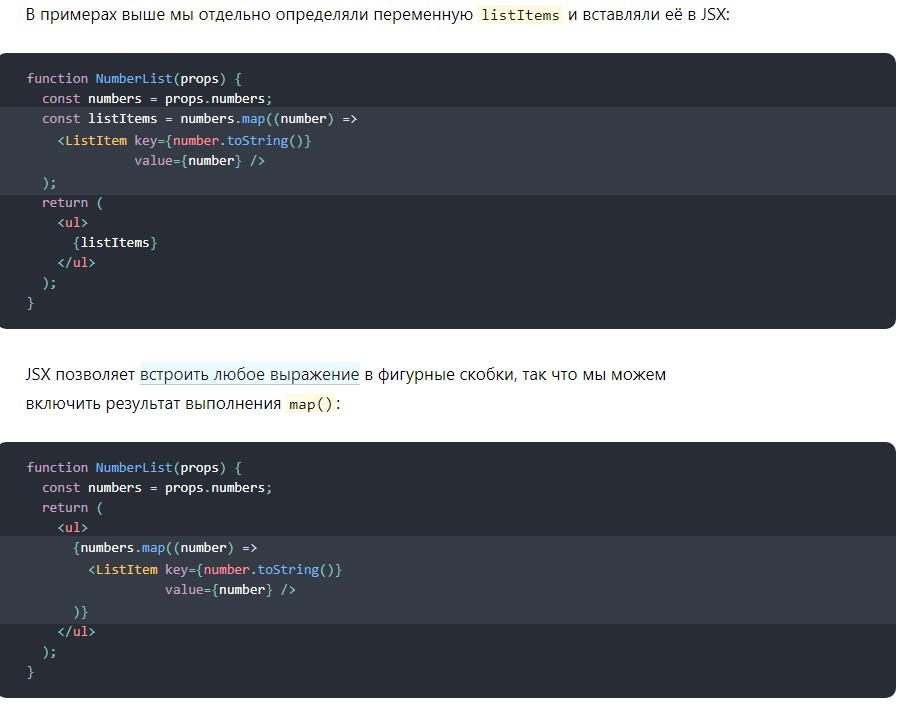 В примерах выше мы отдельно определяли переменную listItems и вставляли её в JSX:
function NumberList(props) {
  const numbers = props.numbers;
  const listItems = numbers.map((number) =>
    <ListItem key={number.toString()}
              value={number} />
  );
  return (
    <ul>
      {listItems}
    </ul>
  );
}
JSX позволяет встроить любое выражение в фигурные скобки, так что мы можем
включить результат выполнения map():
function NumberList(props) {
  const numbers = props.numbers;
  return (
    <ul>
      {numbers.map((number) =>
        <ListItem key={number.toString()}
                  value={number} />
      )}
    </ul>
  );
}